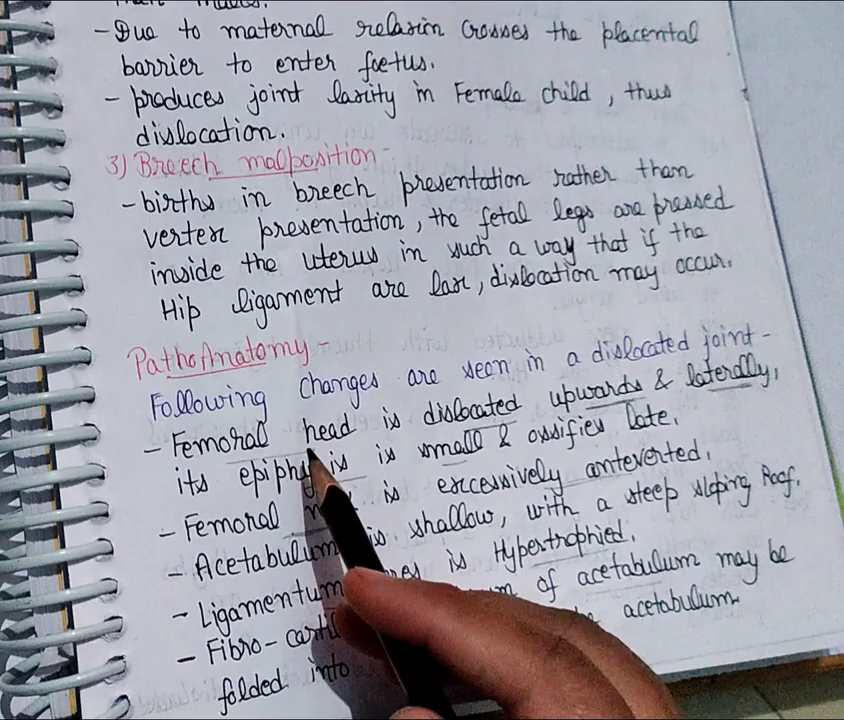 - Due to maternal relaxin crosses the placental
barrier to enter foetus.
- produces joint laxity in Female child, thus
dislocation.
3) Breech malposition -
- births in breech presentation rather than
vertex presentation, the fetal legs are pressed
inside the uterus in such a way that if the
Hip ligament are lax, dislocation may occur.
PathoAnatomy -
Following changes are seen in a dislocated joint -
- Femoral head is dislocated upwards & laterally,
its epiphysis is small & ossifies late.
- Femoral is excessively anteverted.
- Acetabulum is shallow, with a steep sloping Roof.
- Ligamentum is Hypertrophied.
- Fibro- of acetabulum may be
folded into acetabulum